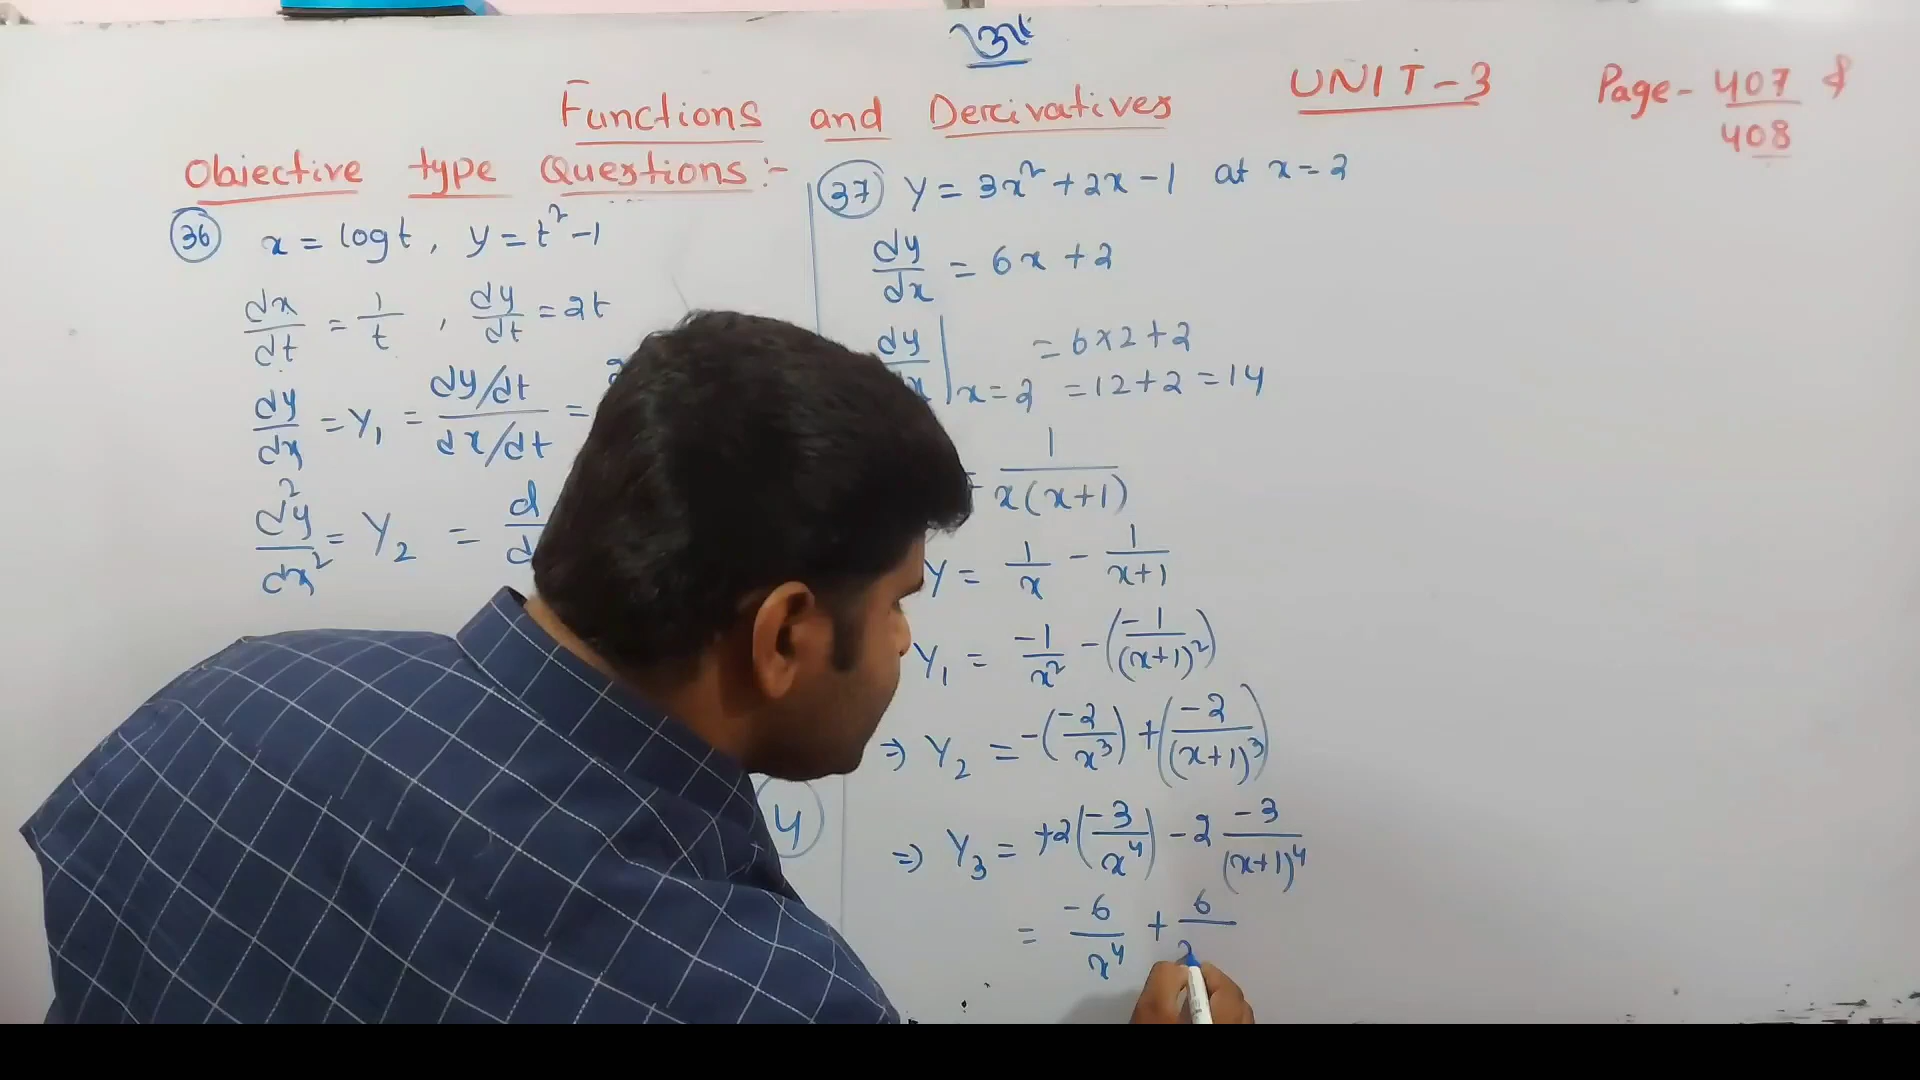 Functions and Derivatives UNIT-3 Page - 407 &
408
Objective type Questions :-
(36) x = log t , y = t² - 1
dx/dt = 1/t , dy/dt = 2t
dy/dx = y₁ = (dy/dt)/(dx/dt) =
d²y/dx² = y₂ = d
4
(37) y = 3x² + 2x - 1 at x = 2
dy/dx = 6x + 2
dy/dx | x = 2 = 6×2 + 2
= 12 + 2 = 14
1/(x(x+1))
y = 1/x - 1/(x+1)
y₁ = -1/x² - (-1/(x+1)²)
⇒ y₂ = -(-2/x³) + (-2/(x+1)³)
⇒ y₃ = +2(-3/x⁴) - 2 -3/(x+1)⁴
= -6/x⁴ + 6/